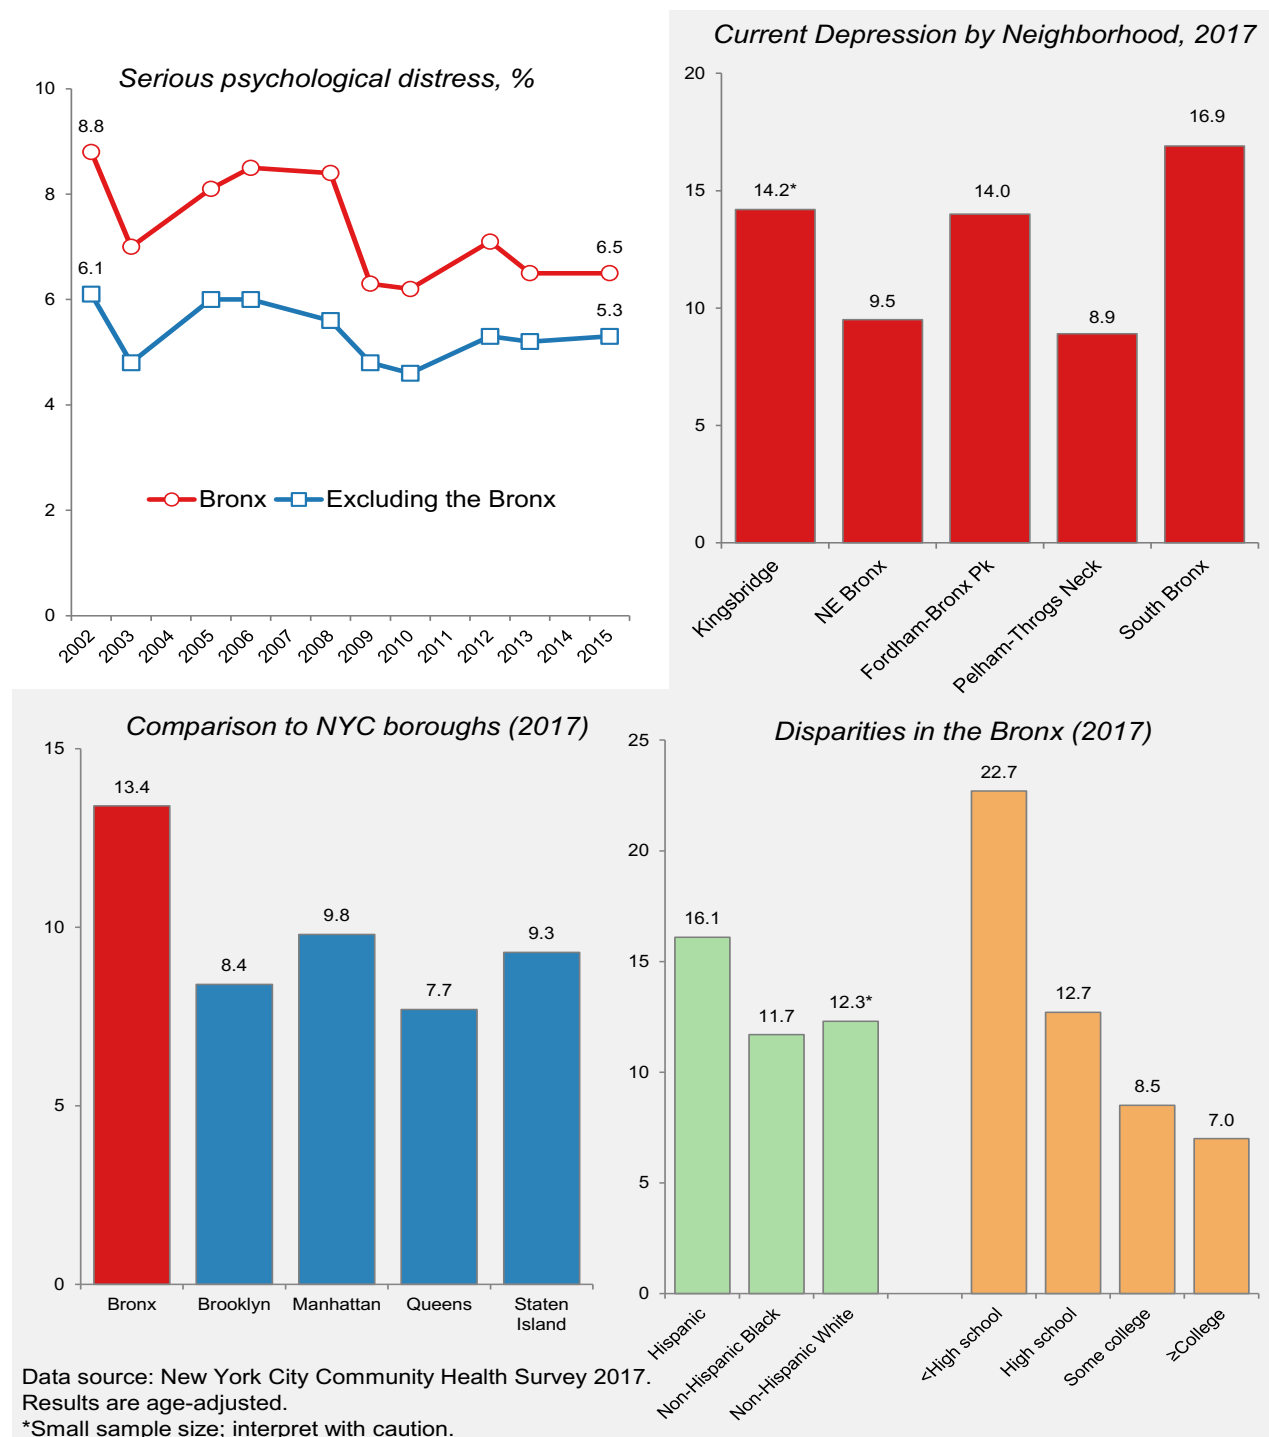 Serious psychological distress, %
10
8
6
4
2
0
8.8
6.1
6.5
5.3
Bronx
Excluding the Bronx
2002
2003
2004
2005
2006
2007
2008
2009
2010
2011
2012
2013
2014
2015
Current Depression by Neighborhood, 2017
20
15
10
5
0
14.2*
9.5
14.0
8.9
16.9
Kingsbridge
NE Bronx
Fordham-Bronx Pk
Pelham-Throgs Neck
South Bronx
Comparison to NYC boroughs (2017)
15
10
5
0
13.4
8.4
9.8
7.7
9.3
Bronx
Brooklyn
Manhattan
Queens
Staten
Island
Disparities in the Bronx (2017)
25
20
15
10
5
0
16.1
11.7
12.3*
22.7
12.7
8.5
7.0
Hispanic
Non-Hispanic Black
Non-Hispanic White
<High school
High school
Some college
≥College
Data source: New York City Community Health Survey 2017.
Results are age-adjusted.
*Small sample size; interpret with caution.